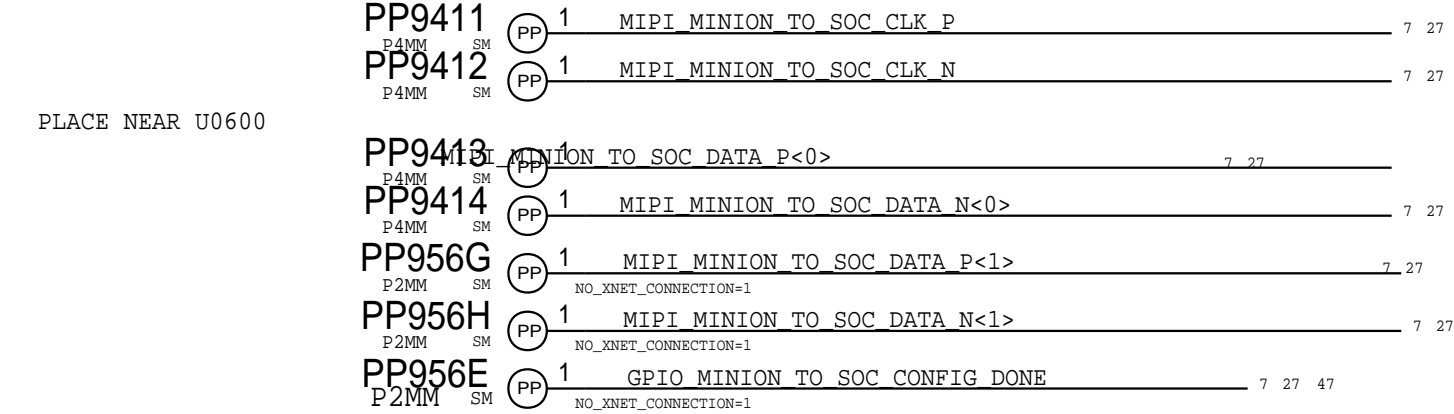 PP9411 PP 1 MIPI_MINION_TO_SOC_CLK_P 7 27
P4MM SM
PP9412 PP 1 MIPI_MINION_TO_SOC_CLK_N 7 27
P4MM SM
PLACE NEAR U0600
PP9413 PP 1 MIPI_MINION_TO_SOC_DATA_P<0> 7 27
P4MM SM
PP9414 PP 1 MIPI_MINION_TO_SOC_DATA_N<0> 7 27
P4MM SM
PP956G PP 1 MIPI_MINION_TO_SOC_DATA_P<1> 7 27
P2MM SM NO_XNET_CONNECTION=1
PP956H PP 1 MIPI_MINION_TO_SOC_DATA_N<1> 7 27
P2MM SM NO_XNET_CONNECTION=1
PP956E PP 1 GPIO_MINION_TO_SOC_CONFIG_DONE 7 27 47
P2MM SM NO_XNET_CONNECTION=1